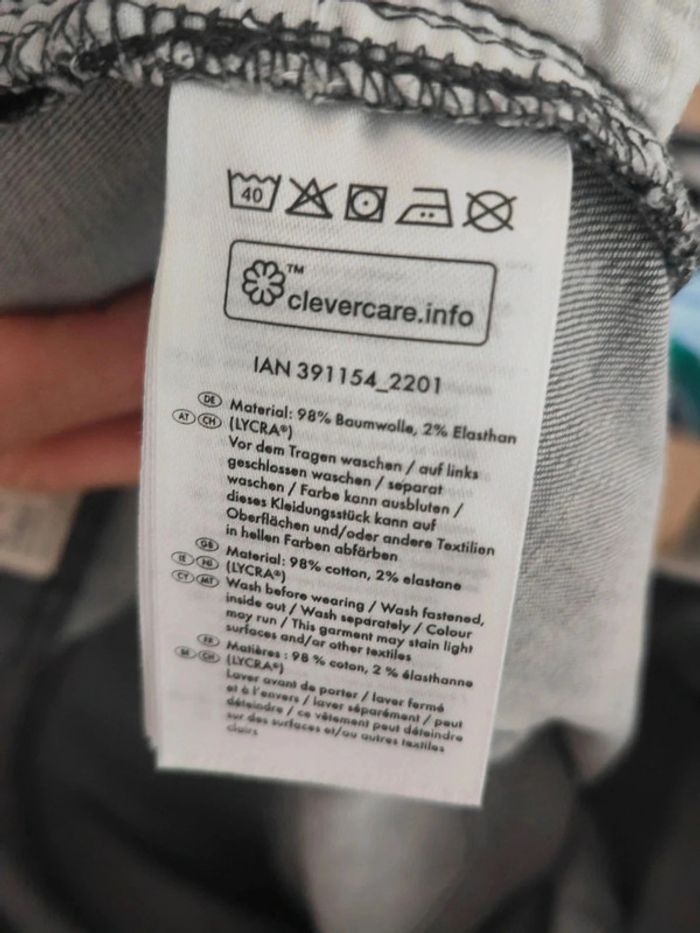 40
™
clevercare.info
IAN 391154_2201
DE Material: 98% Baumwolle, 2% Elasthan
AT CH (LYCRA®)
Vor dem Tragen waschen / auf links
geschlossen waschen / separat
waschen / Farbe kann ausbluten /
dieses Kleidungsstück kann auf
Oberflächen und/oder andere Textilien
in hellen Farben abfärben
GB Material: 98% cotton, 2% elastane
IE NI (LYCRA®)
CY MT Wash before wearing / Wash fastened,
inside out / Wash separately / Colour
may run / This garment may stain light
surfaces and/or other textiles
FR Matières : 98 % coton, 2 % élasthanne
BE CH (LYCRA®)
Laver avant de porter / laver fermé
et à l'envers / laver séparément / peut
déteindre / ce vêtement peut déteindre
sur des surfaces et/ou autres textiles
clairs